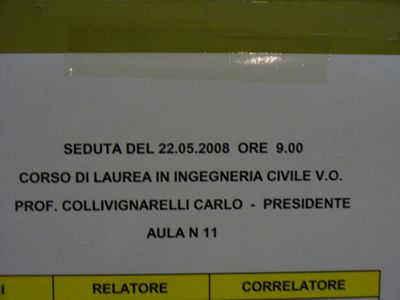 SEDUTA DEL 22.05.2008 ORE 9.00
CORSO DI LAUREA IN INGEGNERIA CIVILE V.O.
PROF. COLLIVIGNARELLI CARLO - PRESIDENTE
AULA N 11
RELATORE CORRELATORE